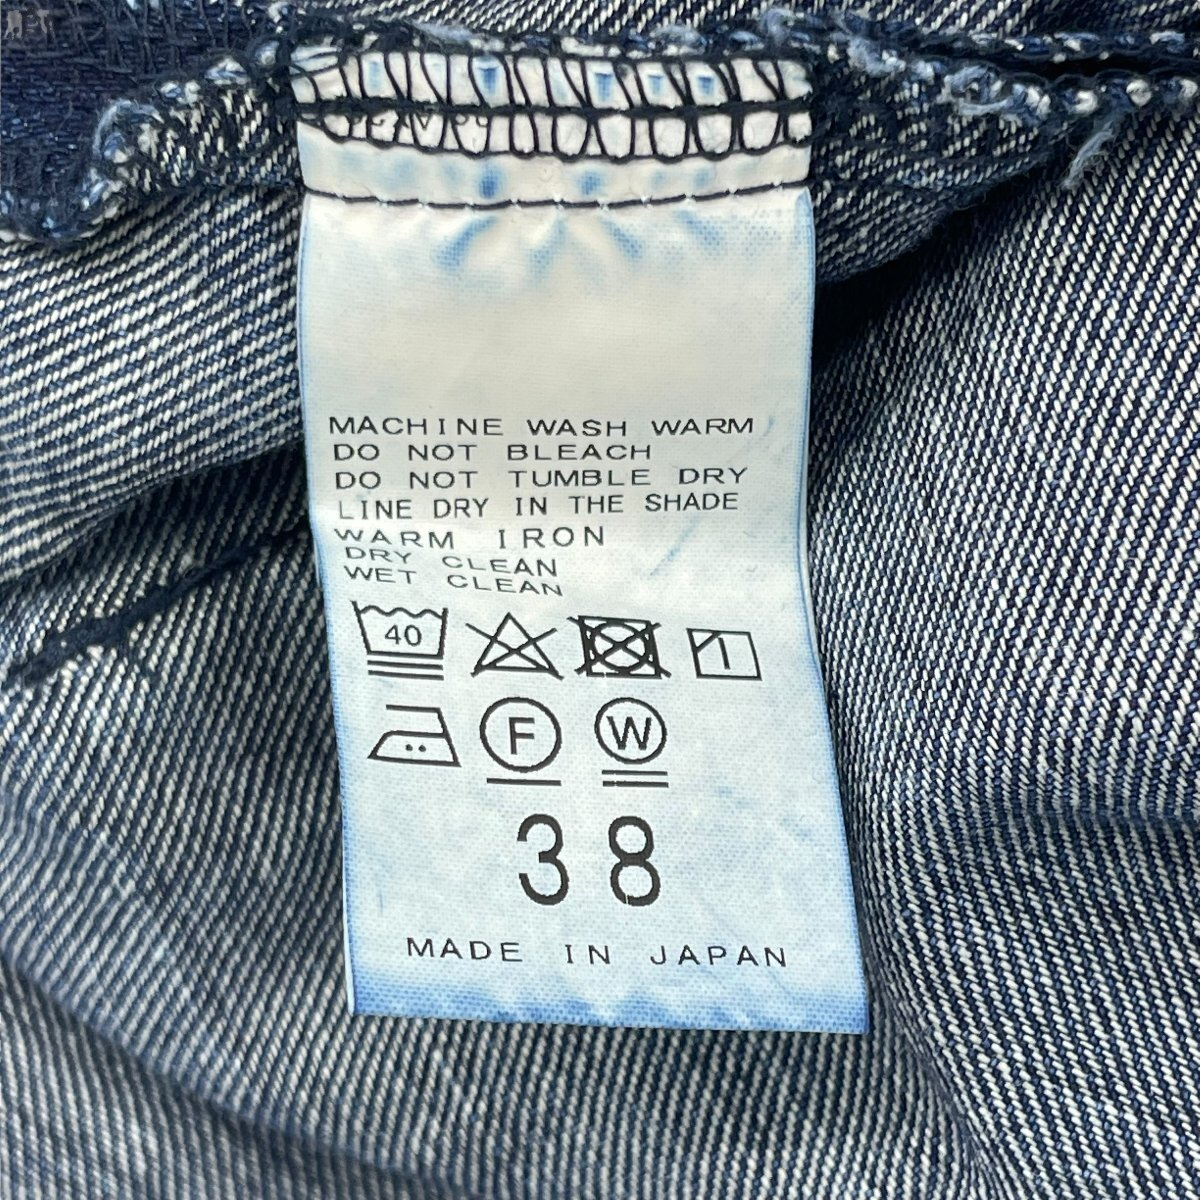 MACHINE WASH WARM
DO NOT BLEACH
DO NOT TUMBLE DRY
LINE DRY IN THE SHADE
WARM IRON
DRY CLEAN
WET CLEAN
40
F W
38
MADE IN JAPAN